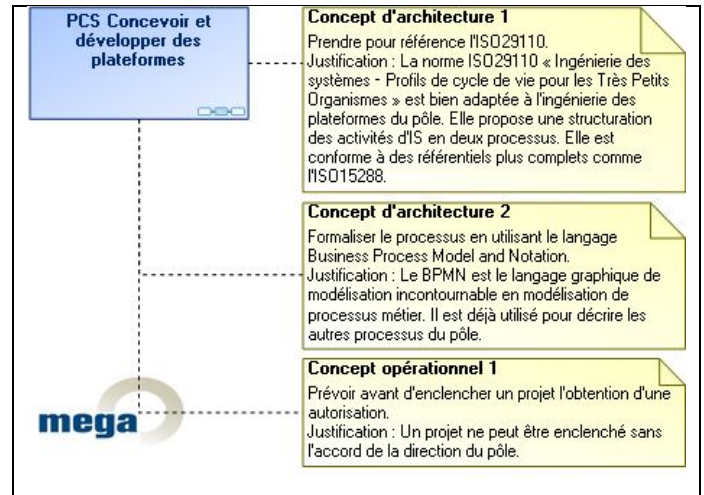 PCS Concevoir et
développer des
plateformes
Concept d'architecture 1
Prendre pour référence l'ISO29110.
Justification : La norme ISO29110 « Ingénierie des
systèmes - Profils de cycle de vie pour les Très Petits
Organismes » est bien adaptée à l'ingénierie des
plateformes du pôle. Elle propose une structuration
des activités d'IS en deux processus. Elle est
conforme à des référentiels plus complets comme
l'ISO15288.
Concept d'architecture 2
Formaliser le processus en utilisant le langage
Business Process Model and Notation.
Justification : Le BPMN est le langage graphique de
modélisation incontournable en modélisation de
processus métier. Il est déjà utilisé pour décrire les
autres processus du pôle.
Concept opérationnel 1
Prévoir avant d'enclencher un projet l'obtention d'une
autorisation.
Justification : Un projet ne peut être enclenché sans
l'accord de la direction du pôle.
mega